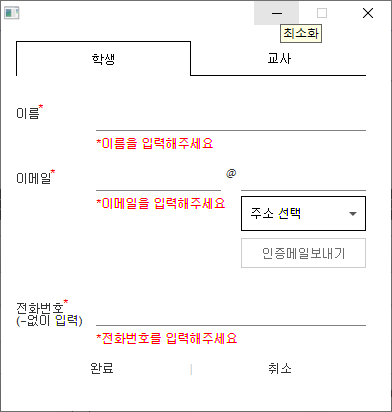 최소화
학생
교사
이름*
*이름을 입력해주세요
이메일*
@
*이메일을 입력해주세요
주소 선택
인증메일보내기
전화번호*
(-없이 입력)
*전화번호를 입력해주세요
완료 | 취소